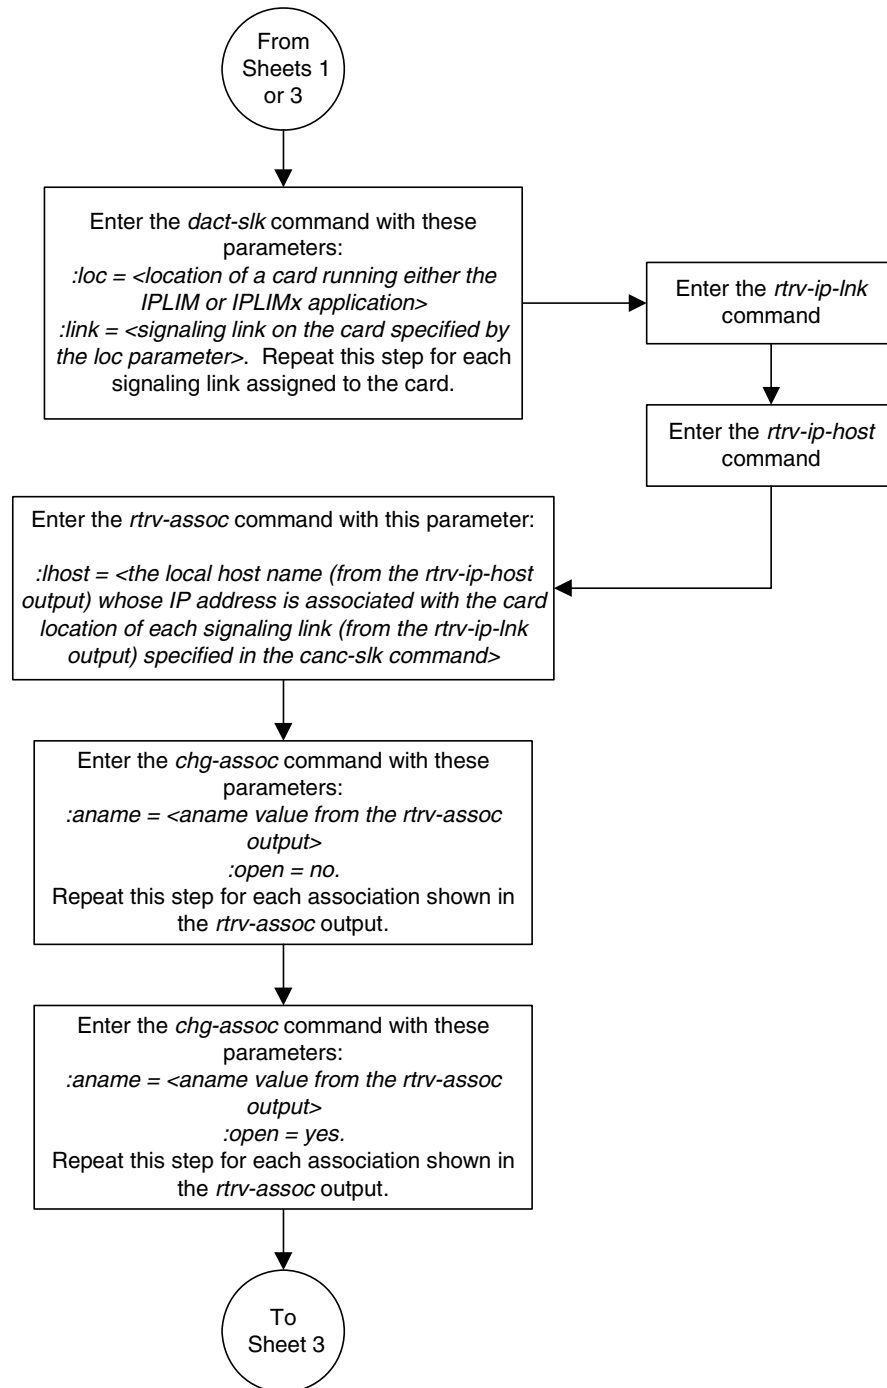 From
Sheets 1
or 3
Enter the dact-slk command with these
parameters:
:loc = <location of a card running either the
IPLIM or IPLIMx application>
:link = <signaling link on the card specified by
the loc parameter>.  Repeat this step for each
signaling link assigned to the card.
Enter the rtrv-ip-lnk
command
Enter the rtrv-ip-host
command
Enter the rtrv-assoc command with this parameter:
:lhost = <the local host name (from the rtrv-ip-host
output) whose IP address is associated with the card
location of each signaling link (from the rtrv-ip-lnk
output) specified in the canc-slk command>
Enter the chg-assoc command with these
parameters:
:aname = <aname value from the rtrv-assoc
output>
:open = no.
Repeat this step for each association shown in
the rtrv-assoc output.
Enter the chg-assoc command with these
parameters:
:aname = <aname value from the rtrv-assoc
output>
:open = yes.
Repeat this step for each association shown in
the rtrv-assoc output.
To
Sheet 3